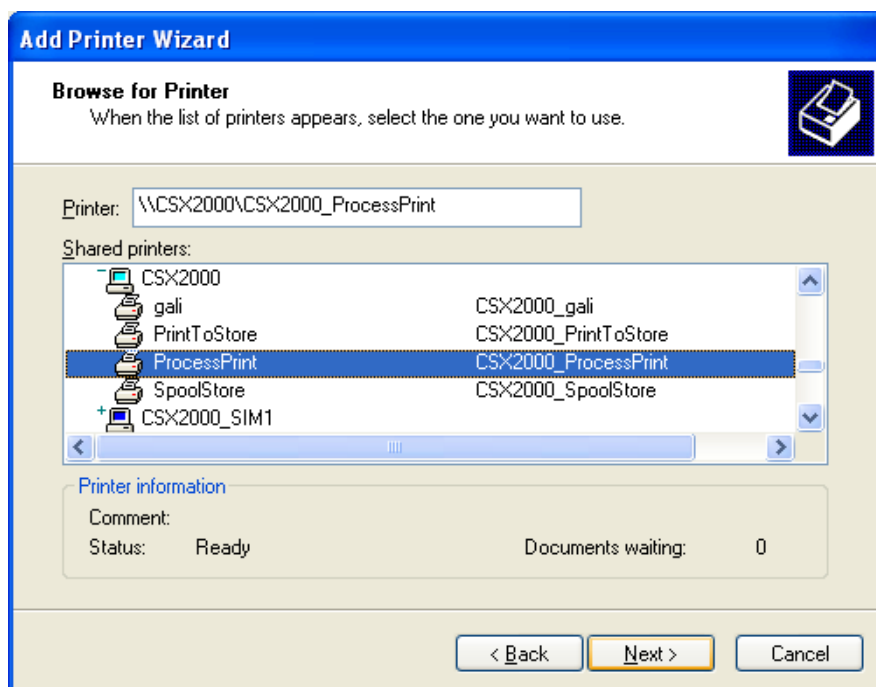 Add Printer Wizard
Browse for Printer
When the list of printers appears, select the one you want to use.
Printer: \\CSX2000\CSX2000_ProcessPrint
Shared printers:
CSX2000
gali CSX2000_gali
PrintToStore CSX2000_PrintToStore
ProcessPrint CSX2000_ProcessPrint
SpoolStore CSX2000_SpoolStore
CSX2000_SIM1
Printer information
Comment:
Status: Ready Documents waiting: 0
< Back Next > Cancel